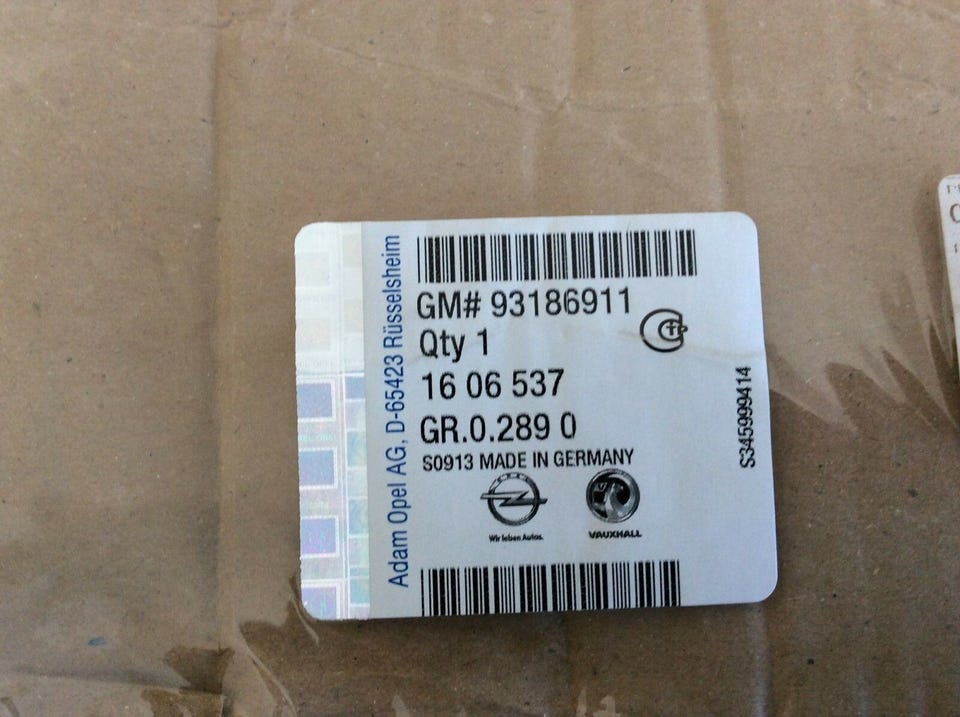 Adam Opel AG, D-65423 Rüsselsheim
GM# 93186911
Qty 1
16 06 537
GR.0.289 0
S0913 MADE IN GERMANY
Wir leben Autos.
VAUXHALL
S345999414